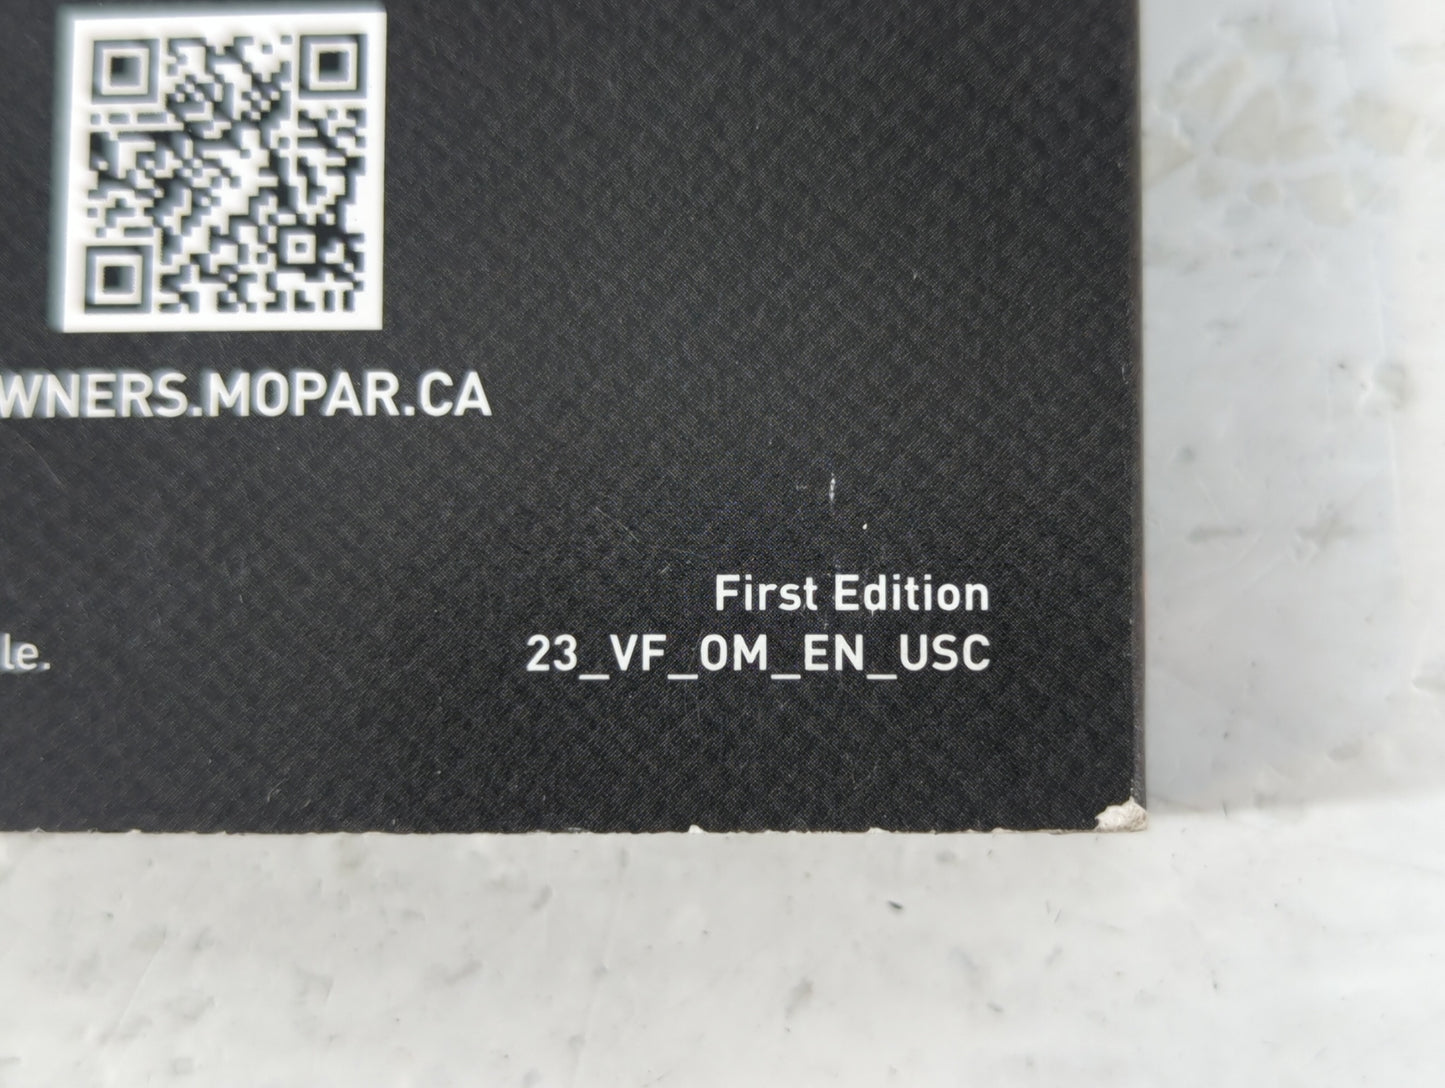 WNERS.MOPAR.CA
First Edition
le.
23_VF_OM_EN_USC